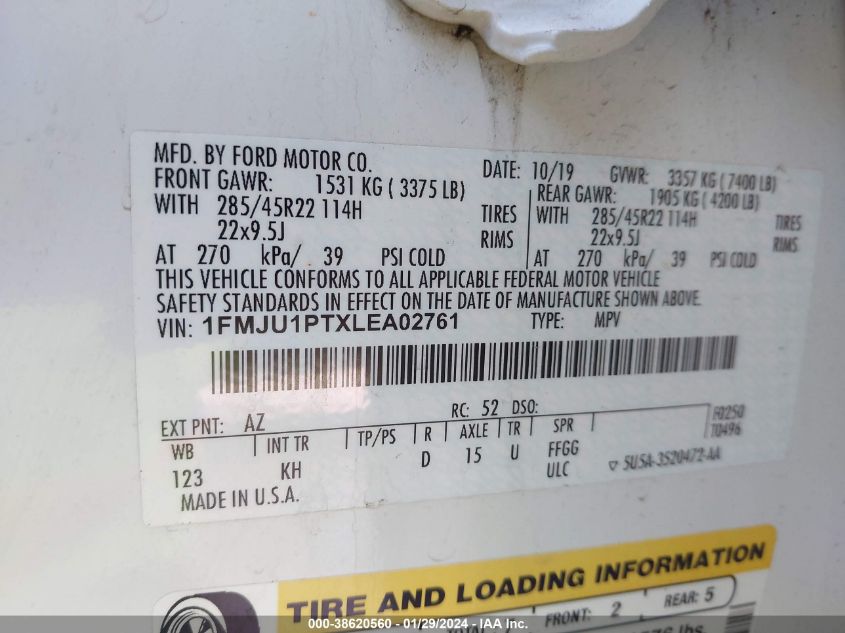 MFD. BY FORD MOTOR CO.
DATE: 10/19 GVWR: 3357 KG ( 7400 LB)
FRONT GAWR: 1531 KG ( 3375 LB)
REAR GAWR: 1905 KG ( 4200 LB)
WITH 285/45R22 114H TIRES
WITH 285/45R22 114H TIRES
22x9.5J RIMS
22x9.5J RIMS
AT 270 kPa/ 39 PSI COLD
AT 270 kPa/ 39 PSI COLD
THIS VEHICLE CONFORMS TO ALL APPLICABLE FEDERAL MOTOR VEHICLE
SAFETY STANDARDS IN EFFECT ON THE DATE OF MANUFACTURE SHOWN ABOVE.
VIN: 1FMJU1PTXLEA02761 TYPE: MPV
EXT PNT: AZ RC: 52 DSO:
F0250
T0496
WB INT TR TP/PS R AXLE TR SPR
123 KH D 15 U FFGG
ULC
▽ 5U5A-3520472-AA
MADE IN U.S.A.
TIRE AND LOADING INFORMATION
FRONT: 2 REAR: 5
000-38620560 - 01/29/2024 - IAA Inc.